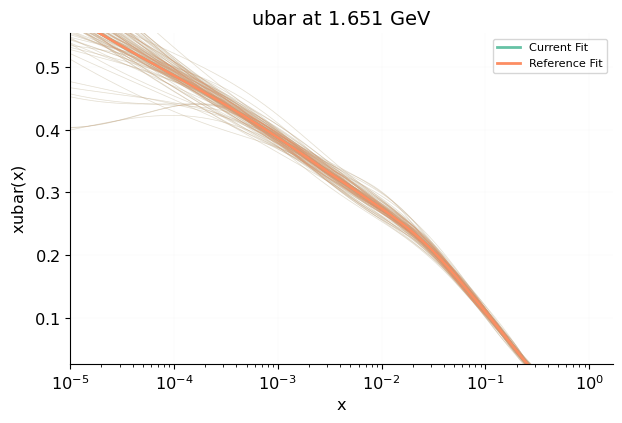 ubar at 1.651 GeV
Current Fit
Reference Fit
xubar(x)
0.5
0.4
0.3
0.2
0.1
10⁻⁵
10⁻⁴
10⁻³
10⁻²
10⁻¹
10⁰
x